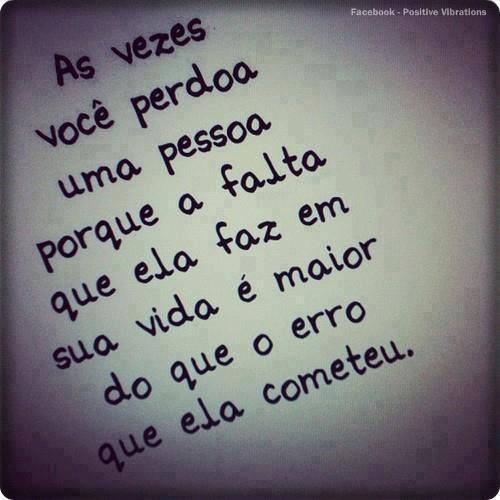 Facebook - Positive Vibrations
As vezes
você perdoa
uma pessoa
porque a falta
que ela faz em
sua vida é maior
do que o erro
que ela cometeu.